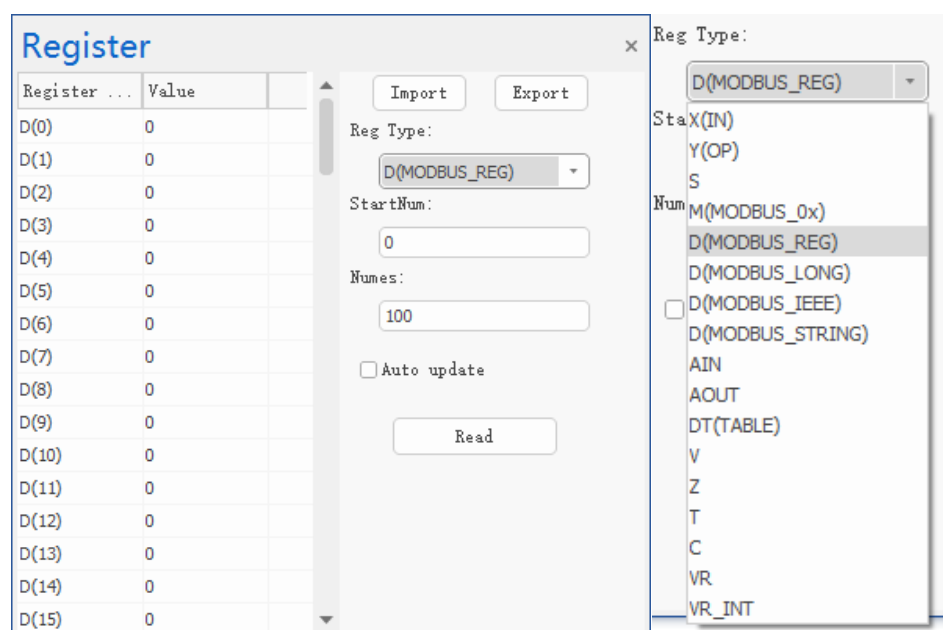 Register
Register ... Value
D(0) 0
D(1) 0
D(2) 0
D(3) 0
D(4) 0
D(5) 0
D(6) 0
D(7) 0
D(8) 0
D(9) 0
D(10) 0
D(11) 0
D(12) 0
D(13) 0
D(14) 0
D(15) 0
Import Export
Reg Type:
D(MODBUS_REG)
StartNum:
0
Numes:
100
Auto update
Read
Reg Type:
D(MODBUS_REG)
Sta
Num
X(IN)
Y(OP)
S
M(MODBUS_0x)
D(MODBUS_REG)
D(MODBUS_LONG)
D(MODBUS_IEEE)
D(MODBUS_STRING)
AIN
AOUT
DT(TABLE)
V
Z
T
C
VR
VR_INT